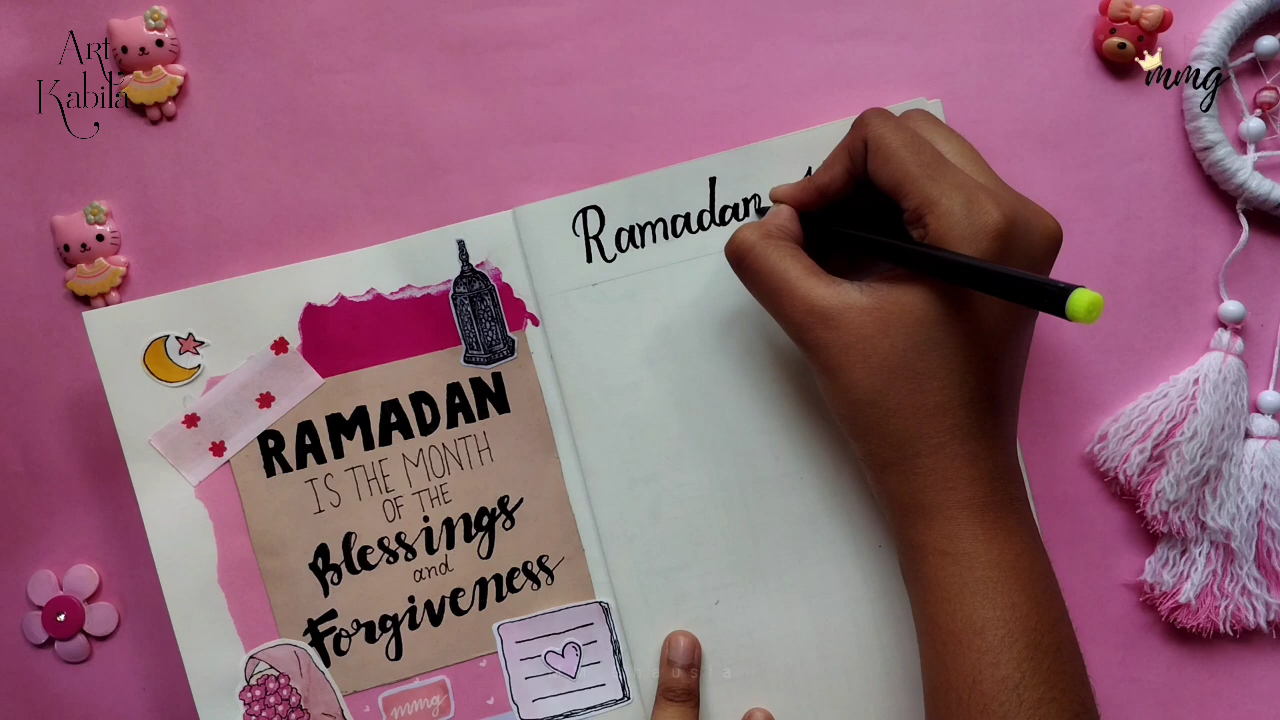 Art
Kabila
mmg
Ramadan
RAMADAN
IS THE MONTH
OF THE
Blessings
and
Forgiveness
mmg